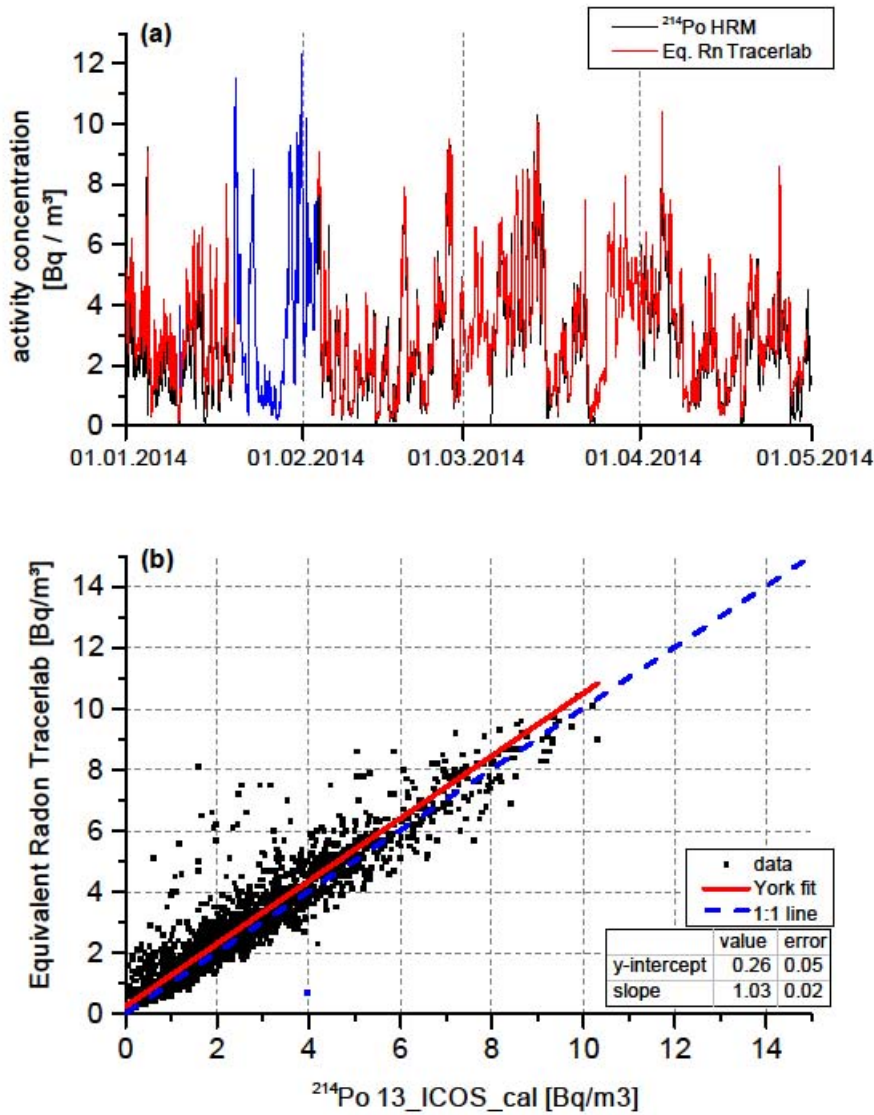 (a)
²¹⁴Po HRM
Eq. Rn Tracerlab
activity concentration
[Bq / m³]
12
10
8
6
4
2
0
01.01.2014 01.02.2014 01.03.2014 01.04.2014 01.05.2014
(b)
Equivalent Radon Tracerlab [Bq/m³]
14
12
10
8
6
4
2
0
data
York fit
1:1 line
value error
y-intercept 0.26 0.05
slope 1.03 0.02
0 2 4 6 8 10 12 14
²¹⁴Po 13_ICOS_cal [Bq/m3]